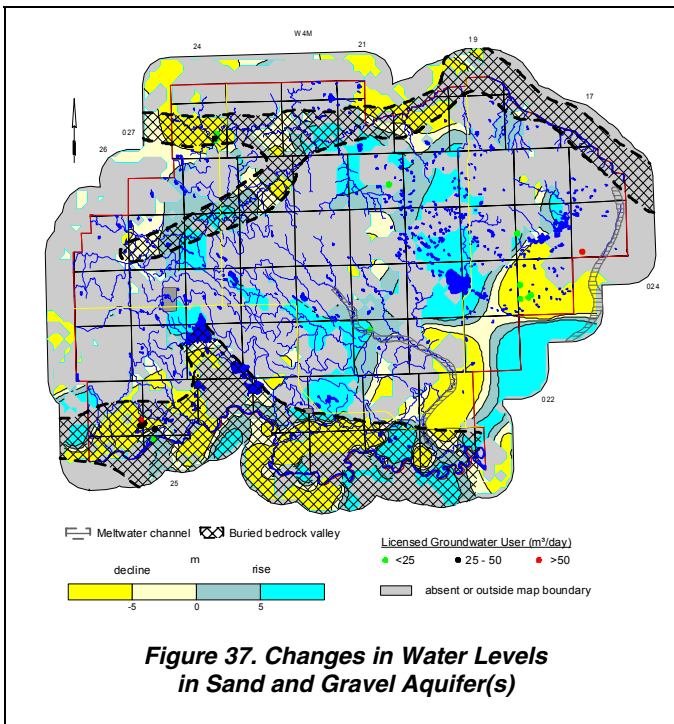 W4M
24
21
19
17
027
26
024
022
25
Meltwater channel
Buried bedrock valley
Licensed Groundwater User (m³/day)
<25
25 - 50
>50
m
decline
rise
-5
0
5
absent or outside map boundary
Figure 37. Changes in Water Levels
in Sand and Gravel Aquifer(s)